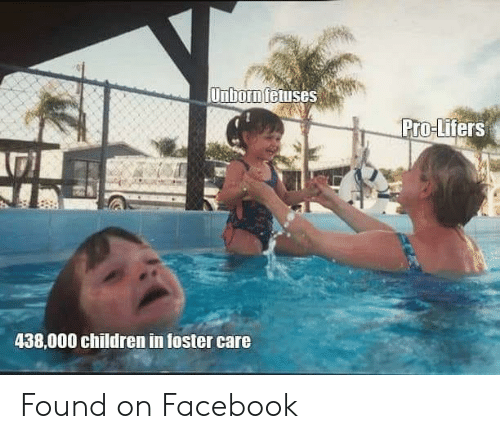 Unborn fetuses
Pro-Lifers
438,000 children in foster care
Found on Facebook